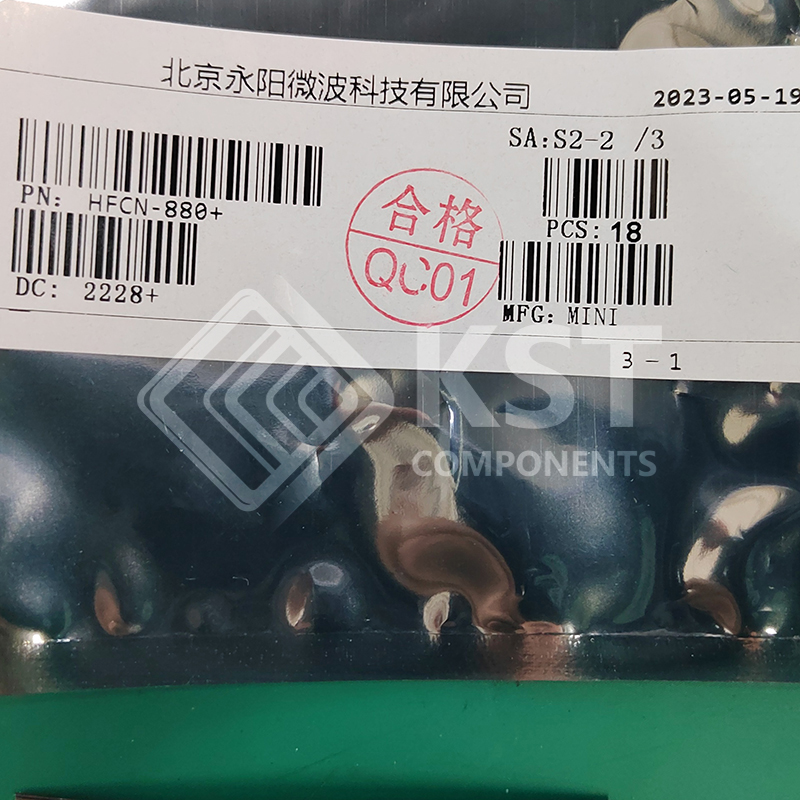 北京永阳微波科技有限公司
2023-05-19
SA:S2-2 /3
PN: HFCN-880+
合格
QC01
PCS: 18
DC: 2228+
MFG: MINI
3-1
KST
COMPONENTS